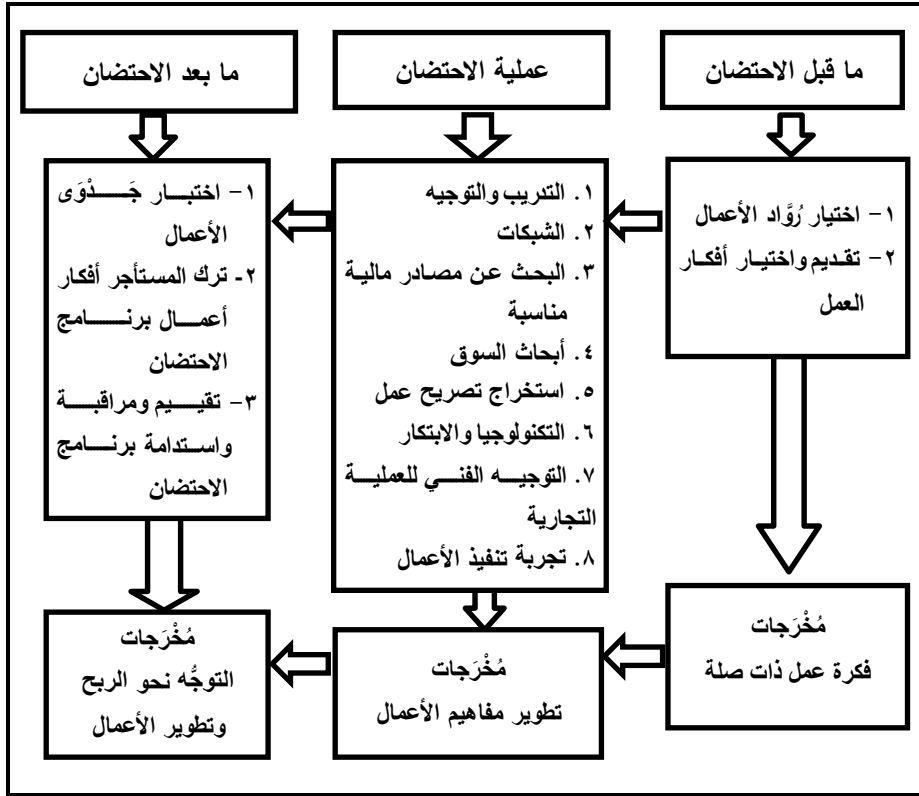 ما قبل الاحتضان
عملية الاحتضان
ما بعد الاحتضان
١- اختيار رُوَّاد الأعمال
٢- تقديم واختيار أفكار
العمل
١. التدريب والتوجيه
٢. الشبكات
٣. البحث عن مصادر مالية
مناسبة
٤. أبحاث السوق
٥. استخراج تصريح عمل
٦. التكنولوجيا والابتكار
٧. التوجيه الفني للعملية
التجارية
٨. تجربة تنفيذ الأعمال
١- اختبار جَدْوَى
الأعمال
٢- ترك المستأجر أفكار
أعمال برنامج
الاحتضان
٣- تقييم ومراقبة
واستدامة برنامج
الاحتضان
مُخْرَجات
فكرة عمل ذات صلة
مُخْرَجات
تطوير مفاهيم الأعمال
مُخْرَجات
التوجُّه نحو الربح
وتطوير الأعمال